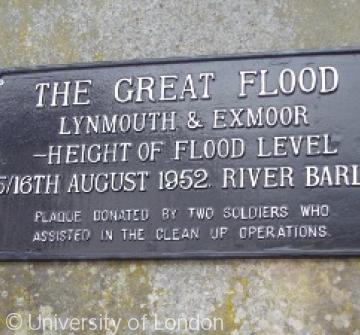 THE GREAT FLOOD
LYNMOUTH & EXMOOR
-HEIGHT OF FLOOD LEVEL
5/16TH AUGUST 1952. RIVER BARL
PLAQUE DONATED BY TWO SOLDIERS WHO
ASSISTED IN THE CLEAN UP OPERATIONS.
© University of London